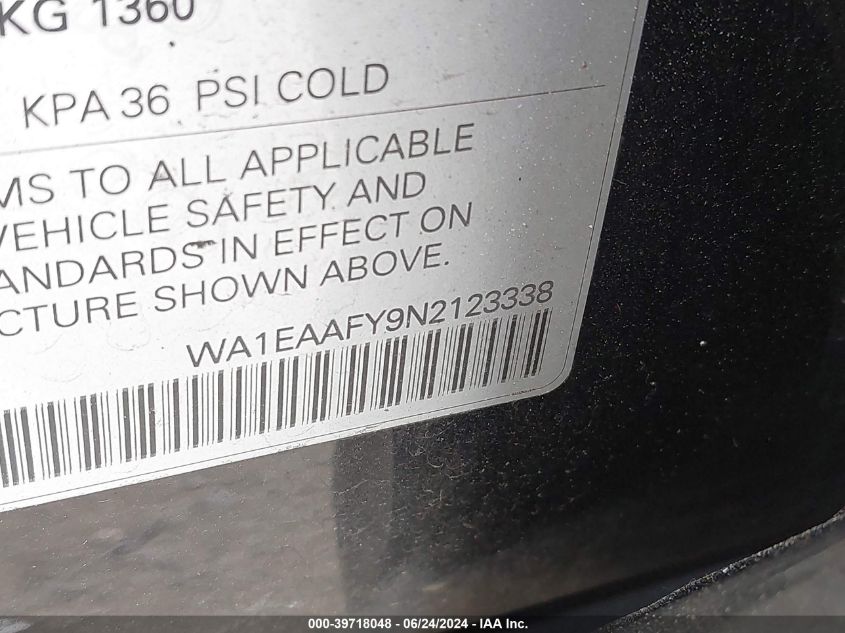 KG 1360
KPA 36 PSI COLD
MS TO ALL APPLICABLE
VEHICLE SAFETY AND
ANDARDS IN EFFECT ON
CTURE SHOWN ABOVE.
WA1EAAFY9N2123338
000-39718048 - 06/24/2024 - IAA Inc.